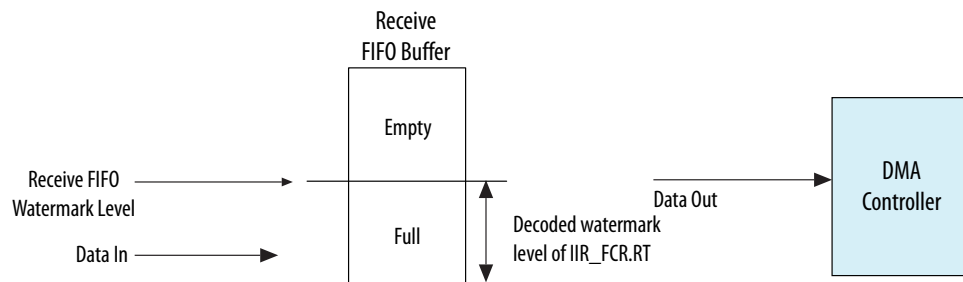 Receive
FIFO Buffer
Empty
Receive FIFO
Watermark Level
Full
Data In
Decoded watermark
level of IIR_FCR.RT
Data Out
DMA
Controller